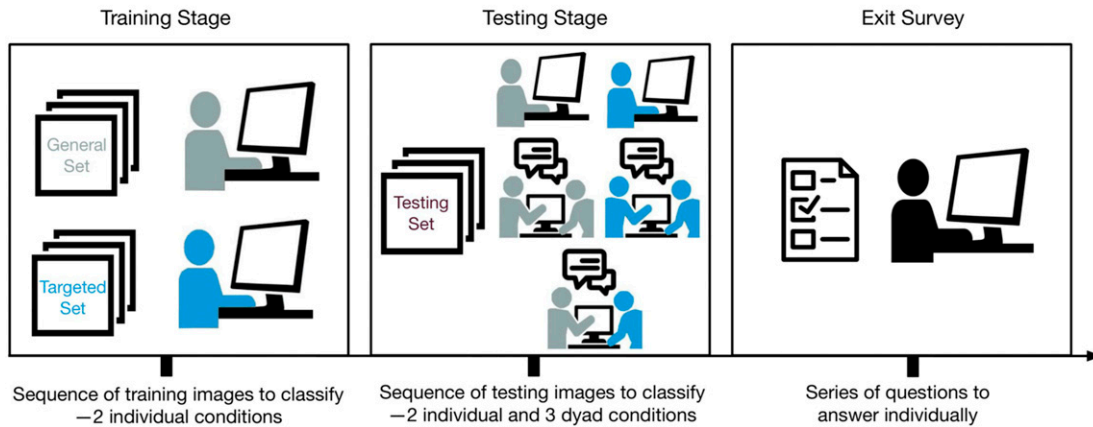 Training Stage
Testing Stage
Exit Survey
General
Set
Targeted
Set
Testing
Set
Sequence of training images to classify
—2 individual conditions
Sequence of testing images to classify
—2 individual and 3 dyad conditions
Series of questions to
answer individually